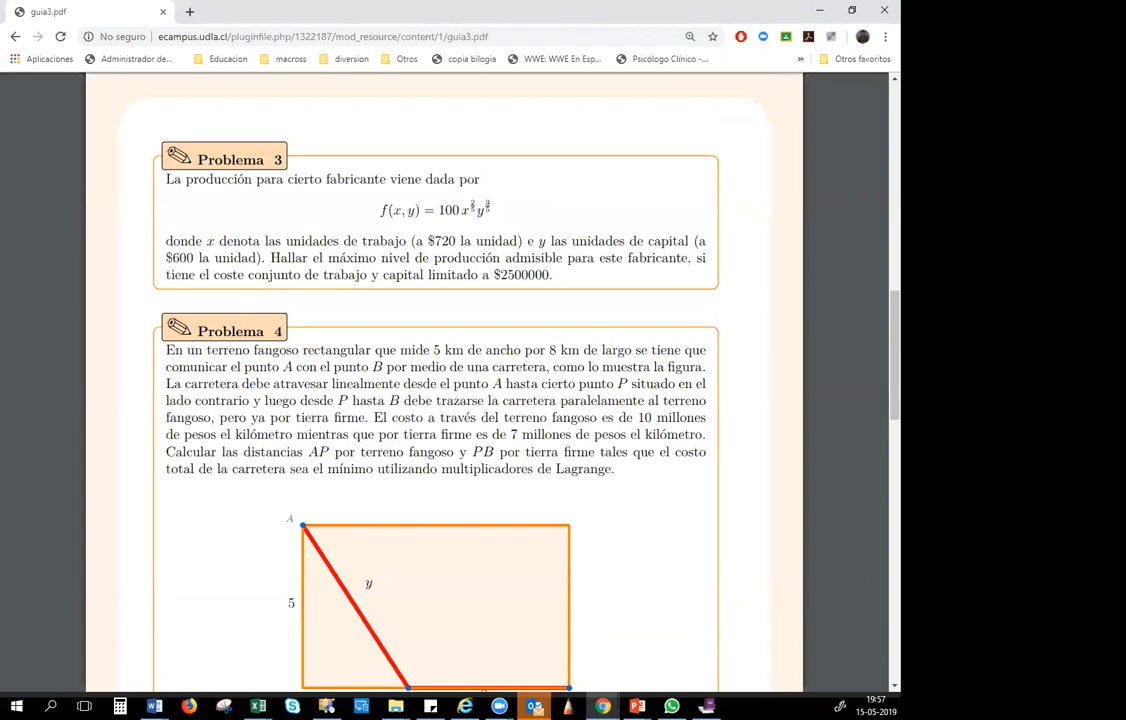 guia3.pdf
No seguro
ecampus.udla.cl/pluginfile.php/1322187/mod_resource/content/1/guia3.pdf
Aplicaciones
Administrador de...
Educacion
macross
diversion
Otros
copia bilogia
WWE: WWE En Esp...
Psicólogo Clínico -...
»
Otros favoritos
Problema 3
La producción para cierto fabricante viene dada por
f(x, y) = 100 x^{2/5} y^{3/5}
donde x denota las unidades de trabajo (a $720 la unidad) e y las unidades de capital (a
$600 la unidad). Hallar el máximo nivel de producción admisible para este fabricante, si
tiene el coste conjunto de trabajo y capital limitado a $2500000.
Problema 4
En un terreno fangoso rectangular que mide 5 km de ancho por 8 km de largo se tiene que
comunicar el punto A con el punto B por medio de una carretera, como lo muestra la figura.
La carretera debe atravesar linealmente desde el punto A hasta cierto punto P situado en el
lado contrario y luego desde P hasta B debe trazarse la carretera paralelamente al terreno
fangoso, pero ya por tierra firme. El costo a través del terreno fangoso es de 10 millones
de pesos el kilómetro mientras que por tierra firme es de 7 millones de pesos el kilómetro.
Calcular las distancias AP por terreno fangoso y PB por tierra firme tales que el costo
total de la carretera sea el mínimo utilizando multiplicadores de Lagrange.
A
y
5
19:57
15-05-2019